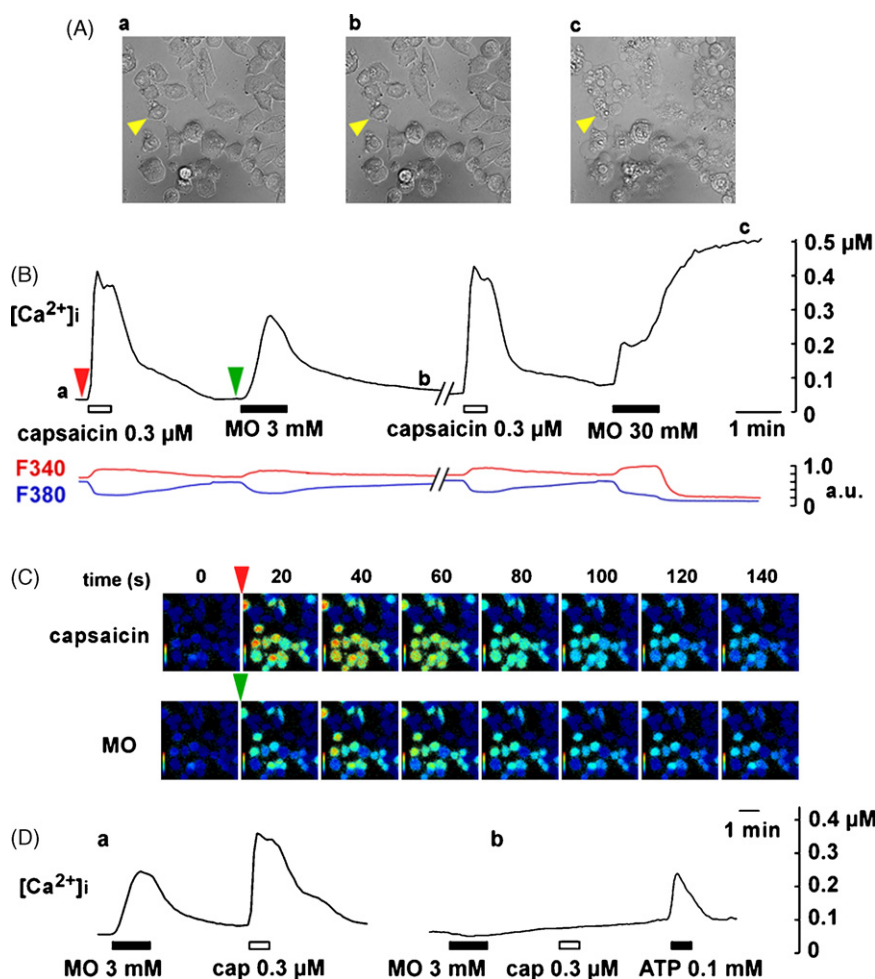 (A)
a b c
(B)
c
0.5 µM
0.4
[Ca2+]i
0.3
0.2
a b
0.1
0
capsaicin 0.3 µM MO 3 mM capsaicin 0.3 µM MO 30 mM 1 min
F340
F380
1.0
a.u.
0
(C)
time (s) 0 20 40 60 80 100 120 140
capsaicin
MO
(D)
a b
1 min
0.4 µM
0.3
[Ca2+]i
0.2
0.1
0
MO 3 mM cap 0.3 µM MO 3 mM cap 0.3 µM ATP 0.1 mM